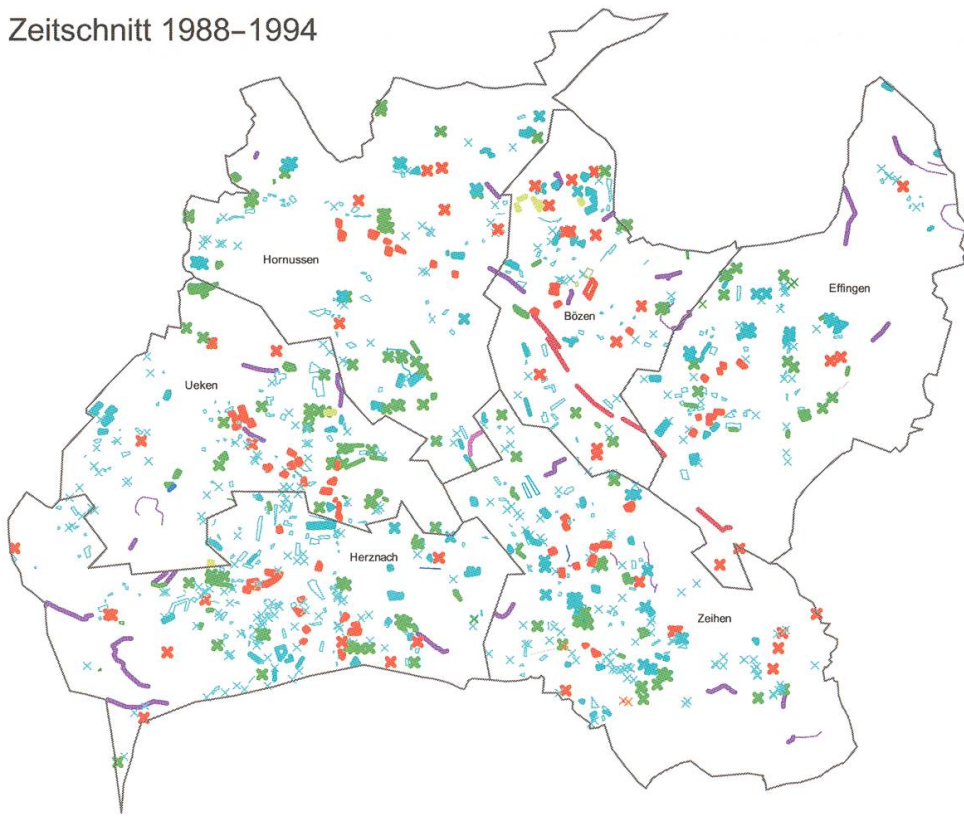 Zeitschnitt 1988–1994
Hornussen
Effingen
Bözen
Ueken
Herznach
Zeihen